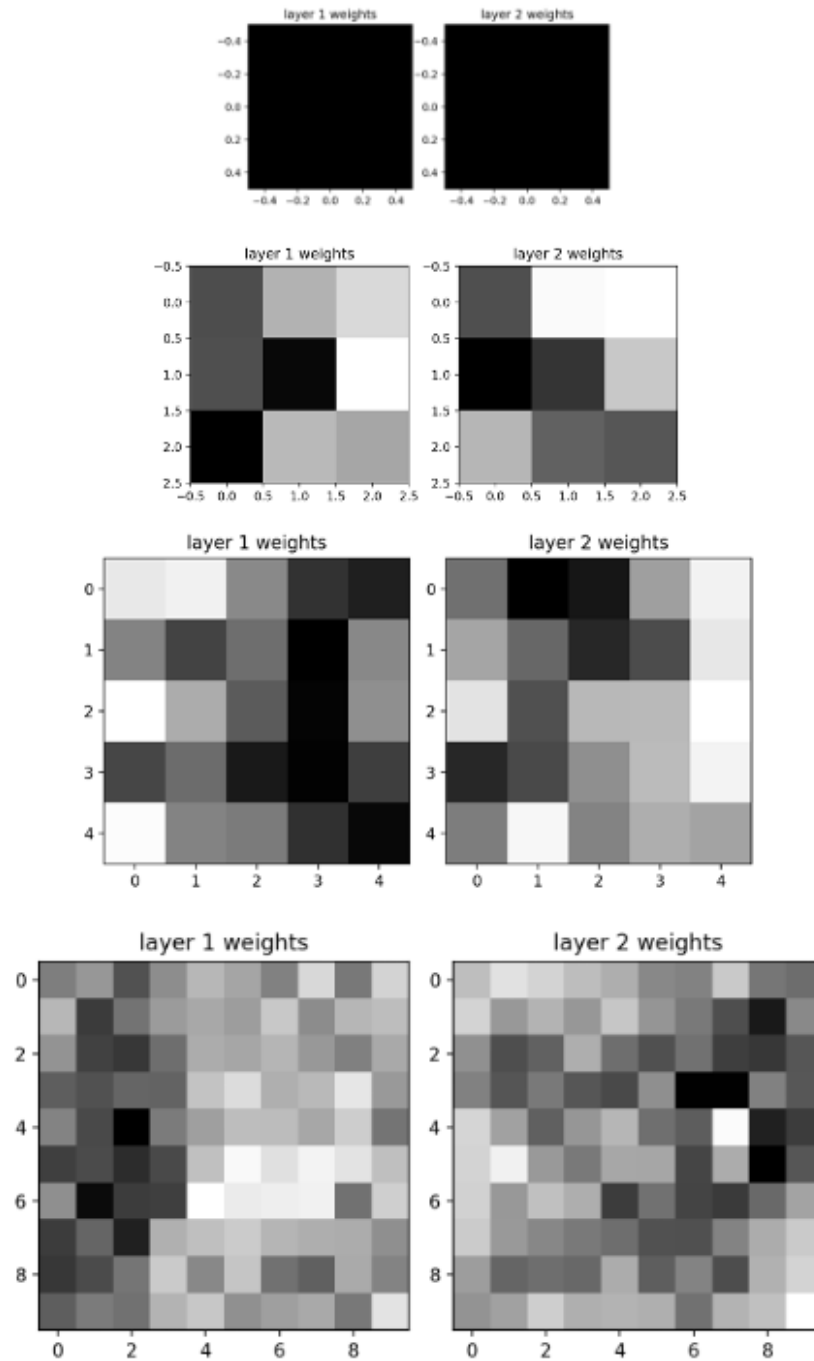 layer 1 weights layer 2 weights
−0.4 −0.4
−0.2 −0.2
0.0 0.0
0.2 0.2
0.4 0.4
−0.4 −0.2 0.0 0.2 0.4 −0.4 −0.2 0.0 0.2 0.4
layer 1 weights layer 2 weights
−0.5 −0.5
0.0 0.0
0.5 0.5
1.0 1.0
1.5 1.5
2.0 2.0
2.5 2.5
−0.5 0.0 0.5 1.0 1.5 2.0 2.5 −0.5 0.0 0.5 1.0 1.5 2.0 2.5
layer 1 weights layer 2 weights
0 0
1 1
2 2
3 3
4 4
0 1 2 3 4 0 1 2 3 4
layer 1 weights layer 2 weights
0 0
2 2
4 4
6 6
8 8
0 2 4 6 8 0 2 4 6 8